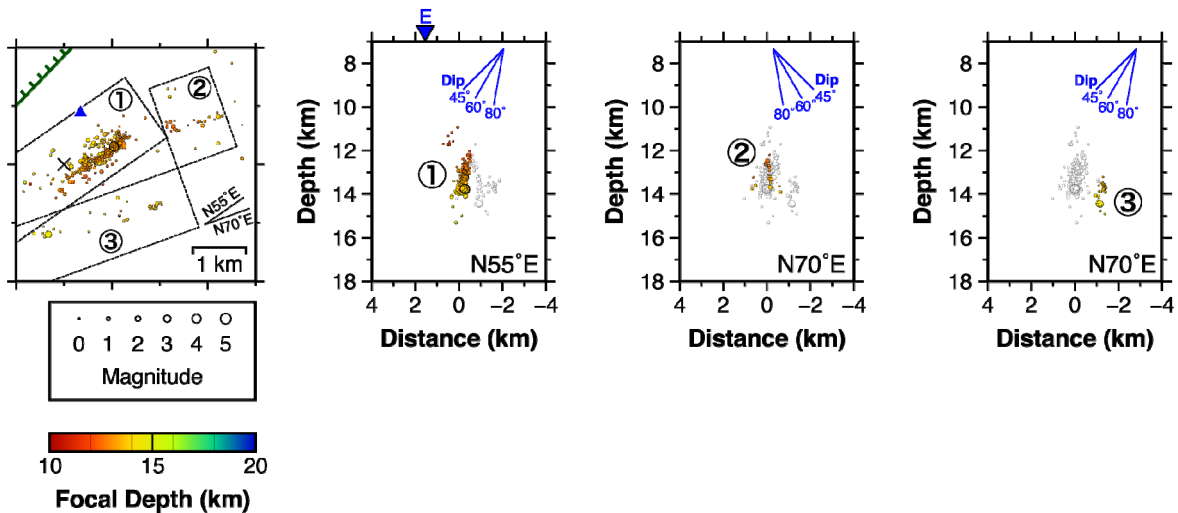 ①
②
③
N55°E
N70°E
1 km
0 1 2 3 4 5
Magnitude
10 15 20
Focal Depth (km)
E
8
10
12
14
16
18
Depth (km)
Dip
45°
60°
80°
①
N55°E
4 2 0 −2 −4
Distance (km)
8
10
12
14
16
18
Depth (km)
Dip
45°
60°
80°
②
N70°E
4 2 0 −2 −4
Distance (km)
8
10
12
14
16
18
Depth (km)
Dip
45°
60°
80°
③
N70°E
4 2 0 −2 −4
Distance (km)